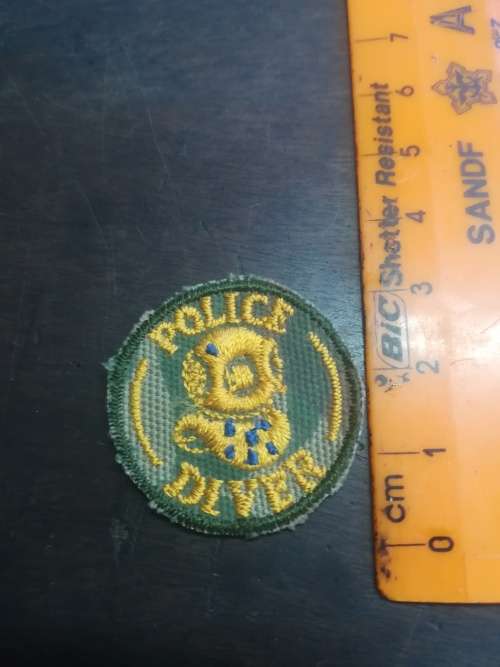 POLICE
DIVER
BiC Shatter Resistant
SANDF
A
cm
0
1
2
3
4
5
6
7